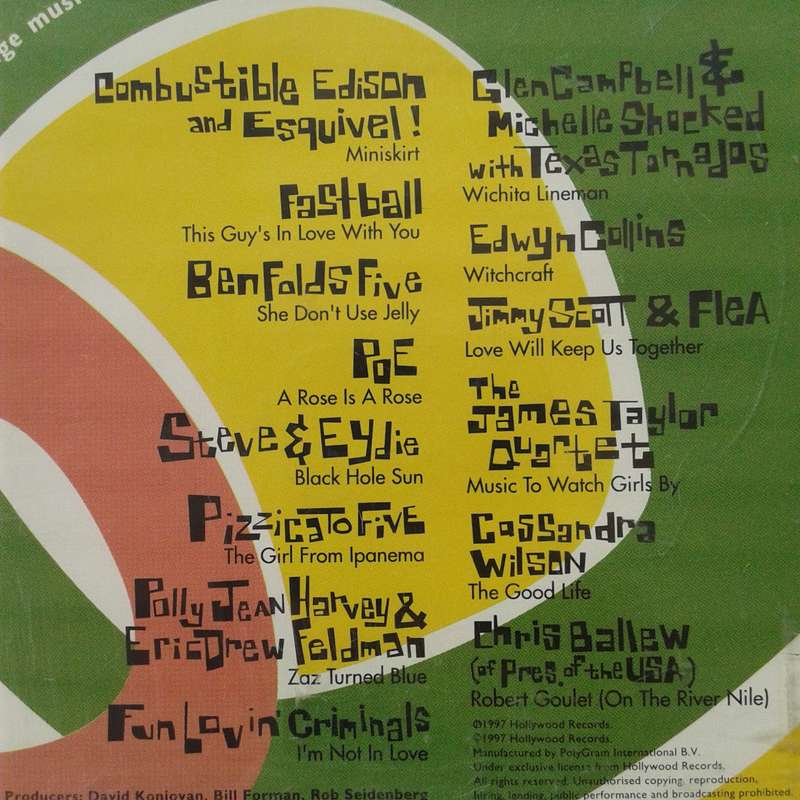 ge music
Combustible Edison
and Esquivel!
Miniskirt
Fastball
This Guy's In Love With You
Ben Folds Five
She Don't Use Jelly
Poe
A Rose Is A Rose
Steve & Eydie
Black Hole Sun
Pizzicato Five
The Girl From Ipanema
Polly Jean Harvey &
Eric Drew Feldman
Zaz Turned Blue
Fun Lovin' Criminals
I'm Not In Love
Producers: David Konjoyan, Bill Forman, Rob Seidenberg
Glen Campbell &
Michelle Shocked
with Texas Tornados
Wichita Lineman
Edwyn Collins
Witchcraft
Jimmy Scott & Flea
Love Will Keep Us Together
The
James Taylor
Quartet
Music To Watch Girls By
Cassandra
Wilson
The Good Life
Chris Ballew
(of Pres. of the USA)
Robert Goulet (On The River Nile)
℗1997 Hollywood Records.
©1997 Hollywood Records.
Manufactured by PolyGram International B.V.
Under exclusive license from Hollywood Records.
All rights reserved. Unauthorised copying, reproduction,
hiring, lending, public performance and broadcasting prohibited.